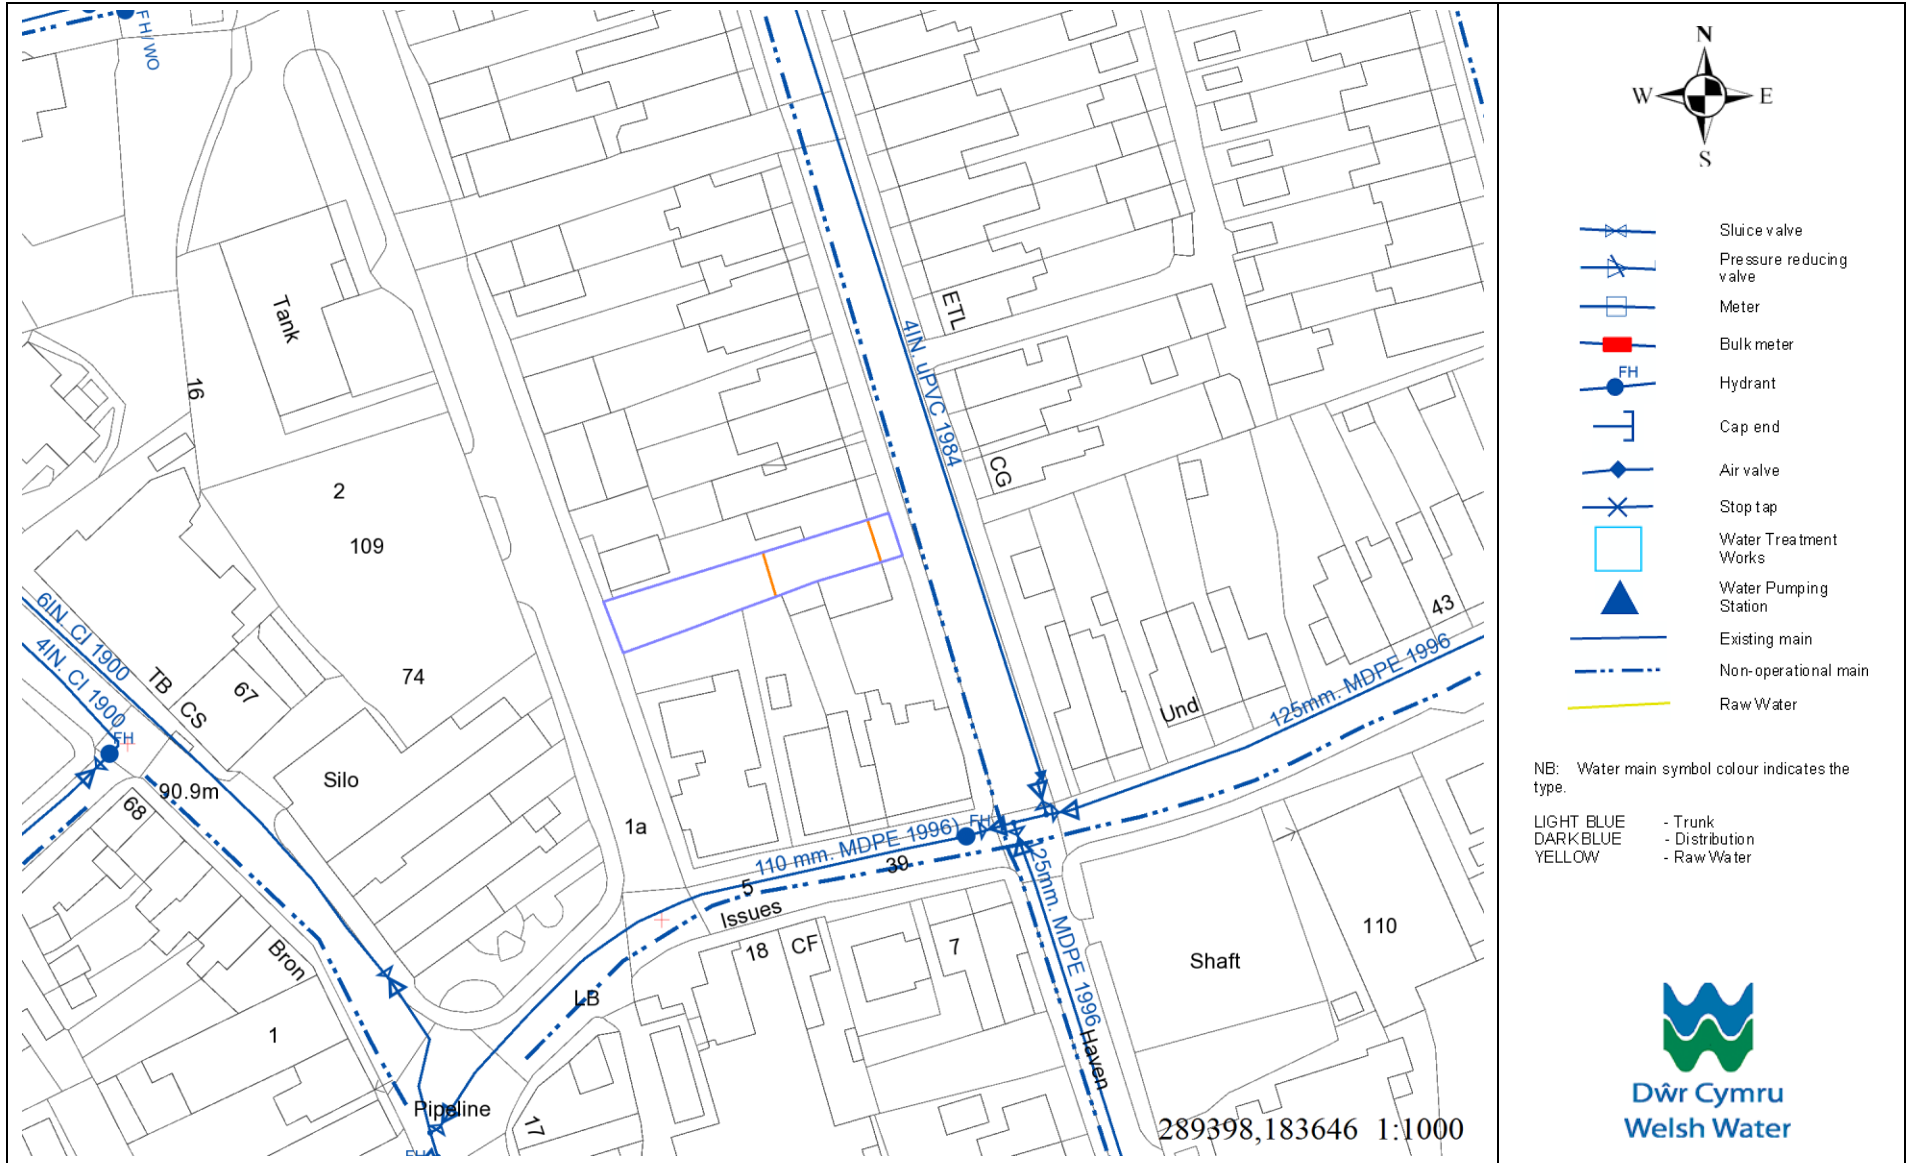 FH/WO
Tank
16
2
109
74
ETL
4IN. uPVC 1984
CG
43
6IN. CI 1900
4IN. CI 1900
TB
CS
67
FH
90.9m
68
Silo
1a
Und
125mm. MDPE 1996
FH
110 mm. MDPE 1996)
39
5
Issues
18
CF
7
125mm. MDPE 1996
Haven
Shaft
110
Bron
1
LB
Pipeline
17
FH
289398,183646 1:1000
N
W E
S
Sluice valve
Pressure reducing
valve
Meter
Bulk meter
FH
Hydrant
Cap end
Air valve
Stop tap
Water Treatment
Works
Water Pumping
Station
Existing main
Non-operational main
Raw Water
NB: Water main symbol colour indicates the
type.
LIGHT BLUE - Trunk
DARK BLUE - Distribution
YELLOW - Raw Water
Dŵr Cymru
Welsh Water